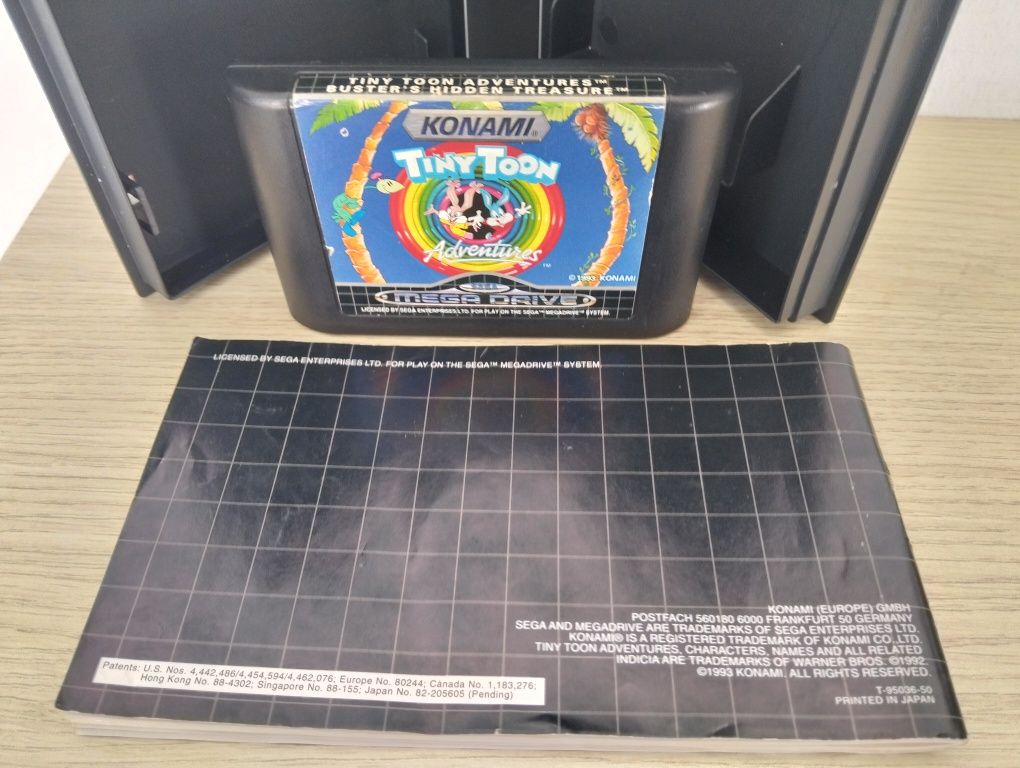 TINY TOON ADVENTURES™
BUSTER'S HIDDEN TREASURE™
KONAMI®
TINY TOON
Adventures™
© 1993 KONAMI
SEGA
MEGA DRIVE
LICENSED BY SEGA ENTERPRISES LTD. FOR PLAY ON THE SEGA™ MEGADRIVE™ SYSTEM.
LICENSED BY SEGA ENTERPRISES LTD. FOR PLAY ON THE SEGA™ MEGADRIVE™ SYSTEM.
KONAMI (EUROPE) GMBH
POSTFACH 560180 6000 FRANKFURT 50 GERMANY
SEGA AND MEGADRIVE ARE TRADEMARKS OF SEGA ENTERPRISES LTD.
KONAMI® IS A REGISTERED TRADEMARK OF KONAMI CO.,LTD.
TINY TOON ADVENTURES, CHARACTERS, NAMES AND ALL RELATED
INDICIA ARE TRADEMARKS OF WARNER BROS. ©1992.
©1993 KONAMI. ALL RIGHTS RESERVED.
Patents: U.S. Nos. 4,442,486/4,454,594/4,462,076; Europe No. 80244; Canada No. 1,183,276;
Hong Kong No. 88-4302; Singapore No. 88-155; Japan No. 82-205605 (Pending)
T-95036-50
PRINTED IN JAPAN